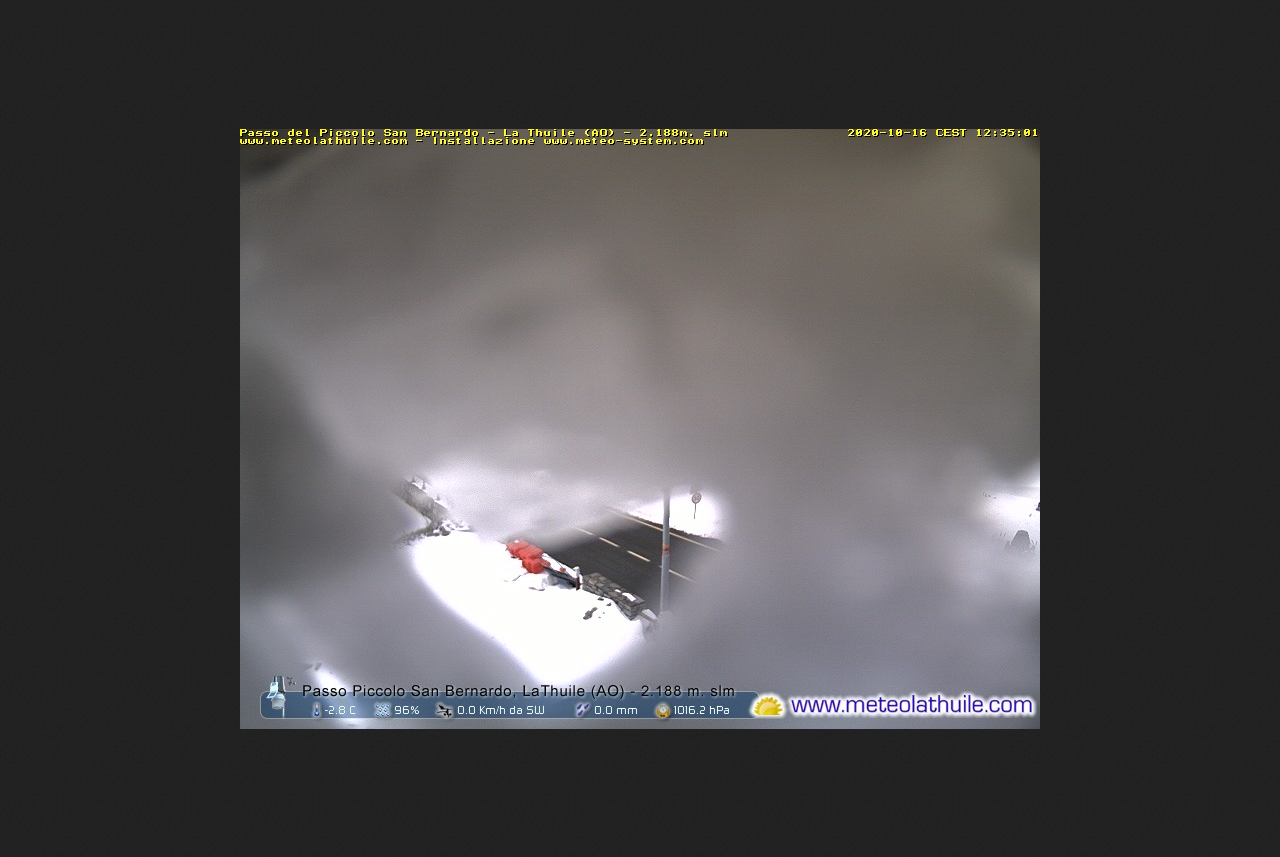 Passo del Piccolo San Bernardo - La Thuile (AO) - 2.188m. slm 2020-10-16 CEST 12:35:01
www.meteolathuile.com - Installazione www.meteo-system.com
Passo Piccolo San Bernardo, LaThuile (AO) - 2.188 m. slm
-2.8 C 96% 0.0 Km/h da SW 0.0 mm 1016.2 hPa
www.meteolathuile.com